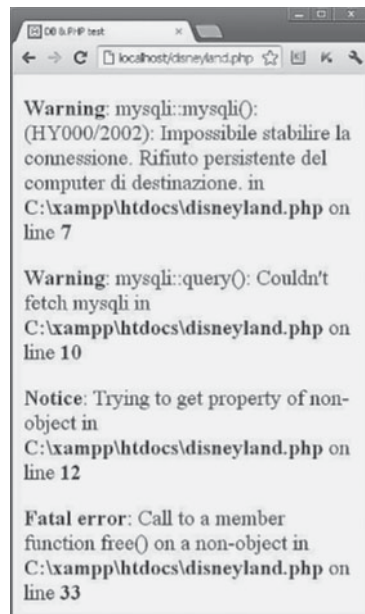 DB & PHP test
localhost/disneyland.php
Warning: mysqli::mysqli():
(HY000/2002): Impossibile stabilire la
connessione. Rifiuto persistente del
computer di destinazione. in
C:\xampp\htdocs\disneyland.php on
line 7
Warning: mysqli::query(): Couldn't
fetch mysqli in
C:\xampp\htdocs\disneyland.php on
line 10
Notice: Trying to get property of non-
object in
C:\xampp\htdocs\disneyland.php on
line 12
Fatal error: Call to a member
function free() on a non-object in
C:\xampp\htdocs\disneyland.php on
line 33